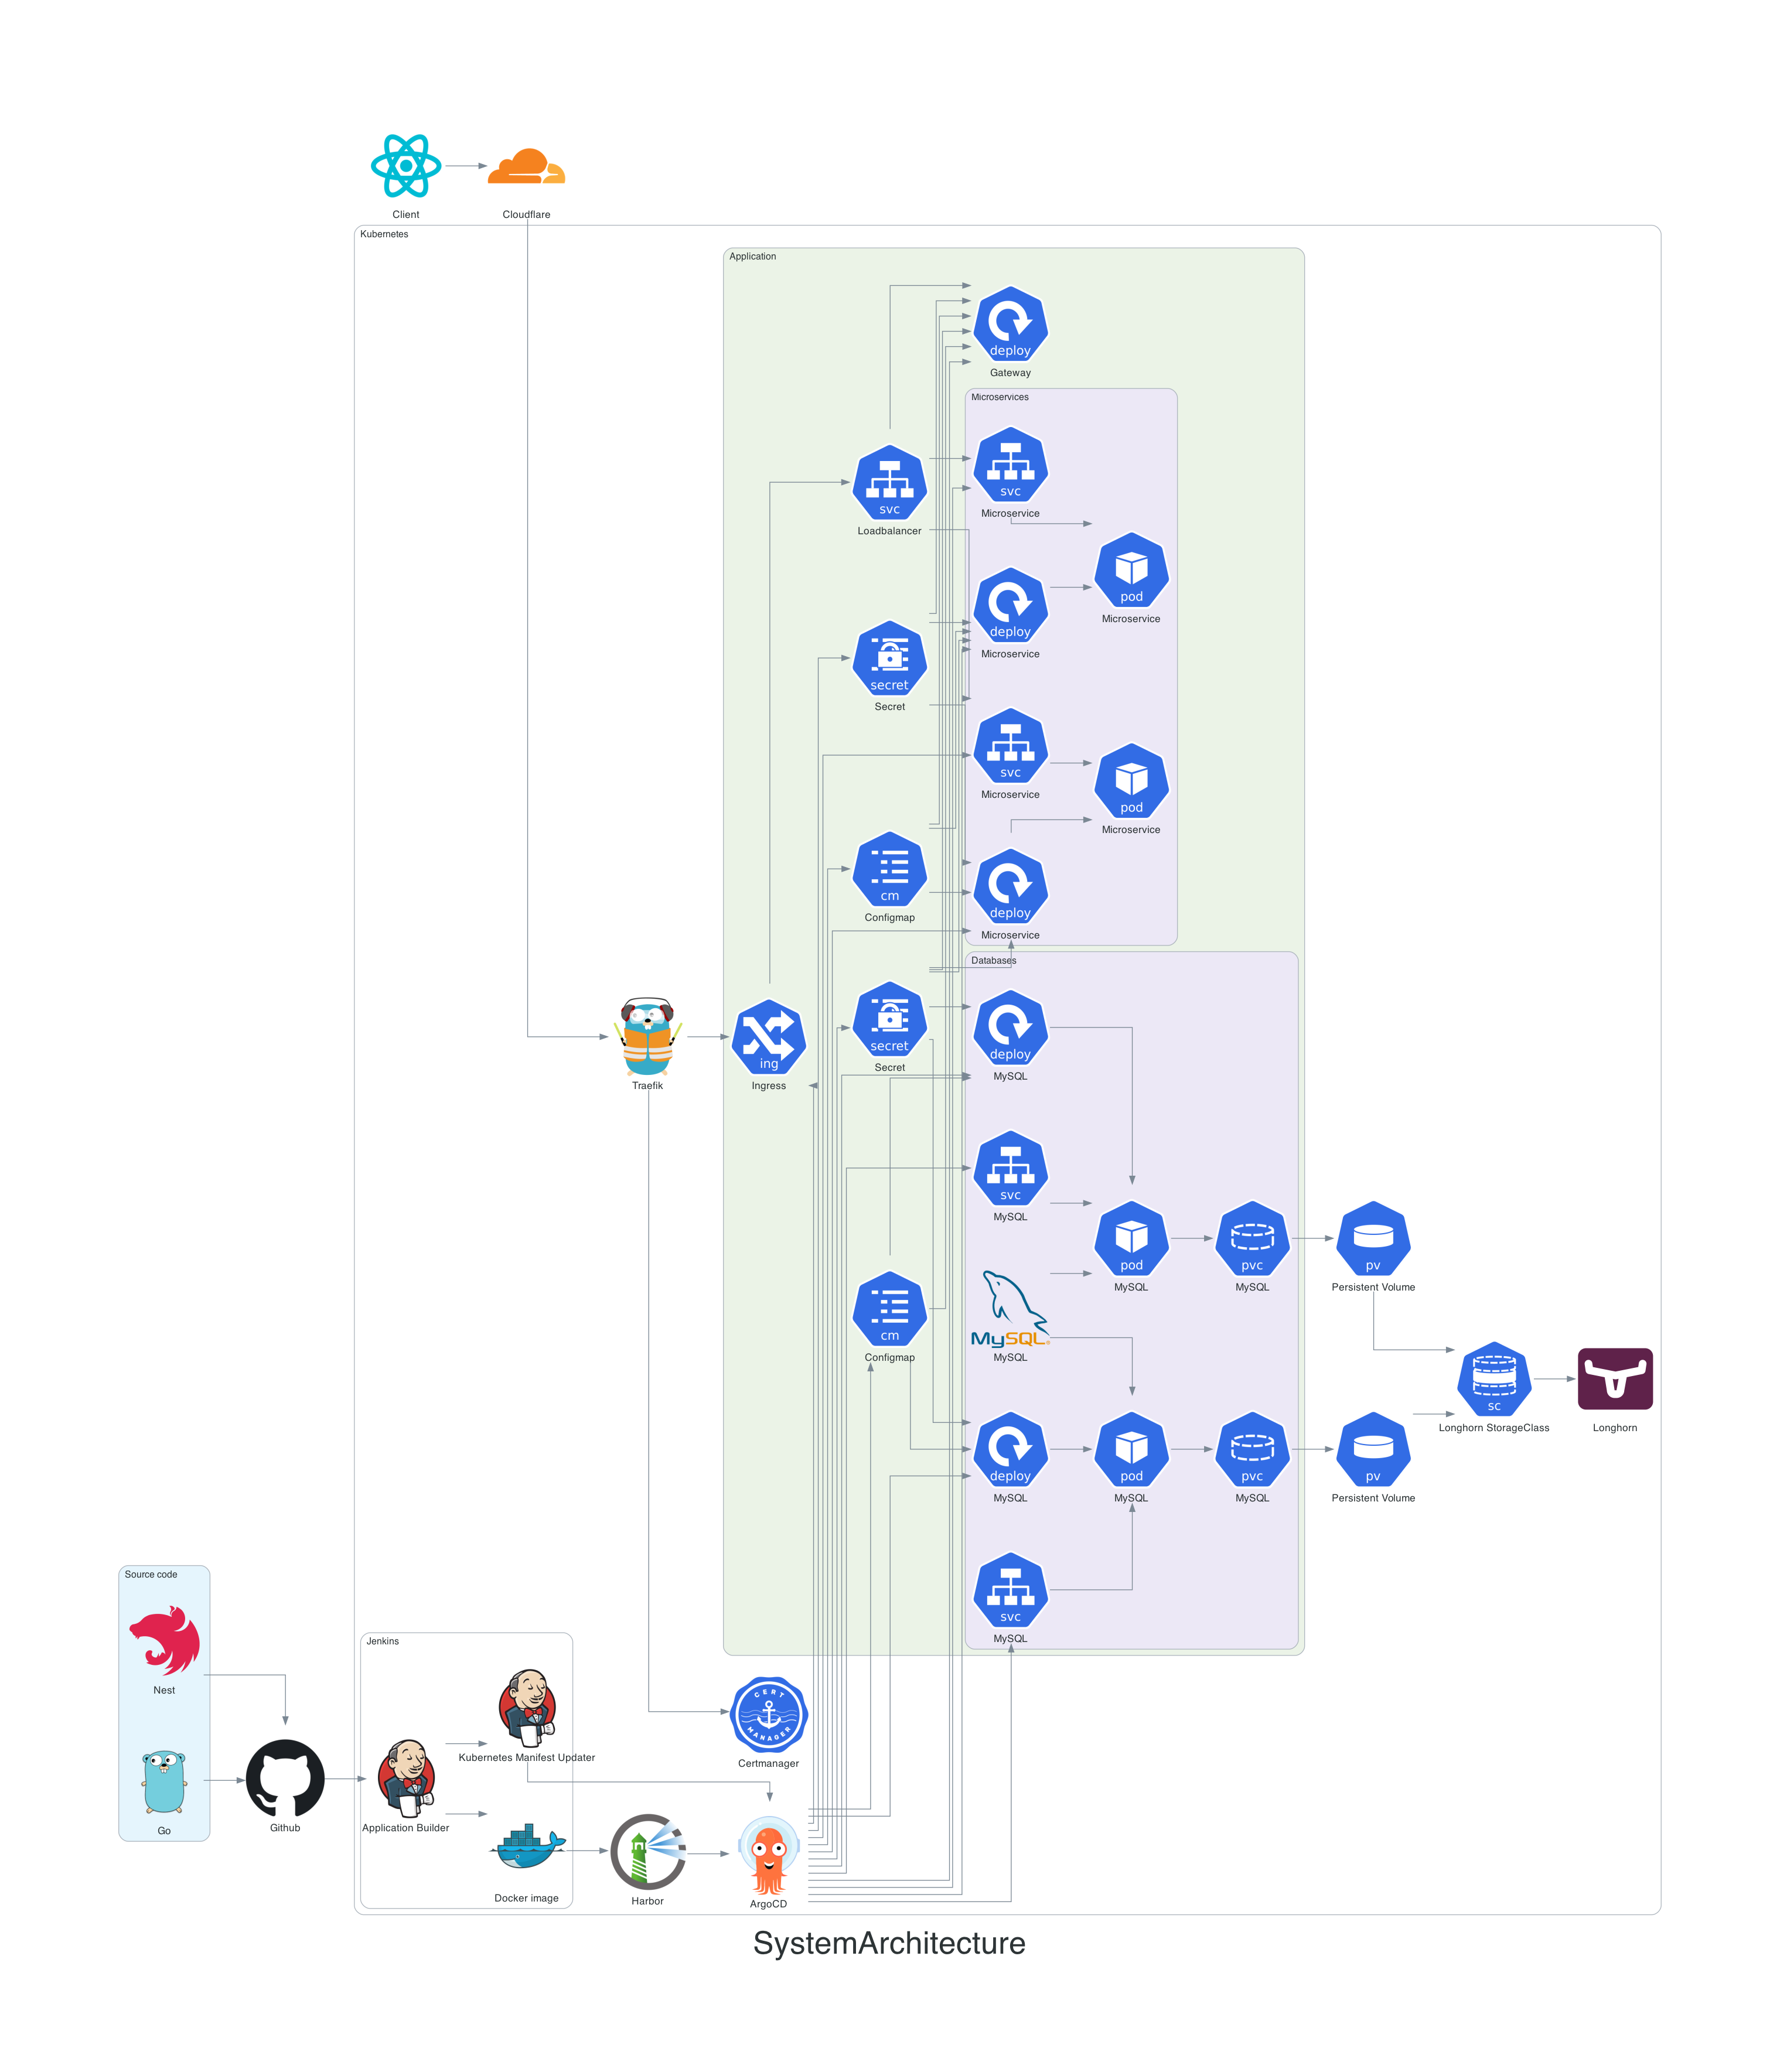 Client
Cloudflare
Kubernetes
Application
deploy
Gateway
Microservices
svc
Microservice
svc
Loadbalancer
pod
Microservice
deploy
Microservice
secret
Secret
svc
Microservice
pod
Microservice
cm
Configmap
deploy
Microservice
Databases
Traefik
ing
Ingress
secret
Secret
deploy
MySQL
svc
MySQL
pod
MySQL
pvc
MySQL
pv
Persistent Volume
cm
Configmap
MySQL
MySQL
sc
Longhorn StorageClass
Longhorn
deploy
MySQL
pod
MySQL
pvc
MySQL
pv
Persistent Volume
svc
MySQL
Source code
Nest
Go
Github
Jenkins
Kubernetes Manifest Updater
Application Builder
Docker image
Harbor
CERT
MANAGER
Certmanager
ArgoCD
SystemArchitecture